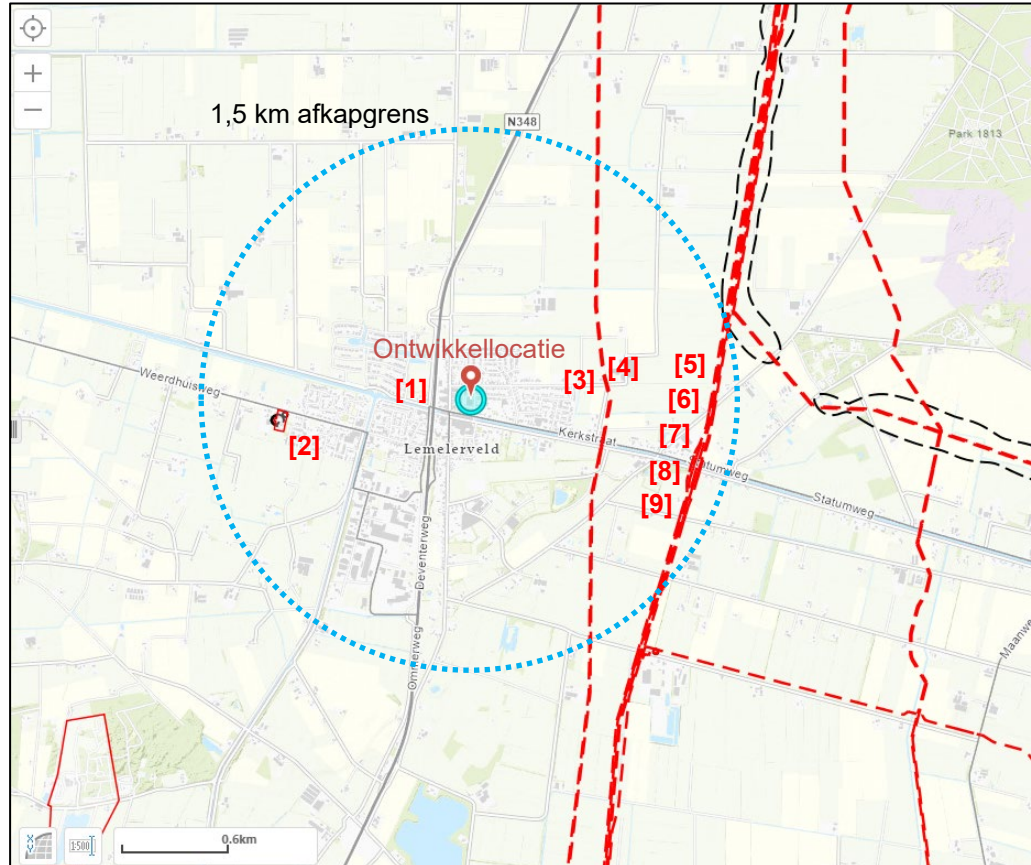 +
−
1,5 km afkapgrens
N348
Park 1813
Ontwikkellocatie
[1]
[3]
[4]
[5]
[6]
[7]
[8]
[9]
[2]
Weerdhuisweg
Lemelerveld
Kerkstraat
Statumweg
Statumweg
Deventerweg
Ommerweg
Maanwe
X Y
1:500
0.6km